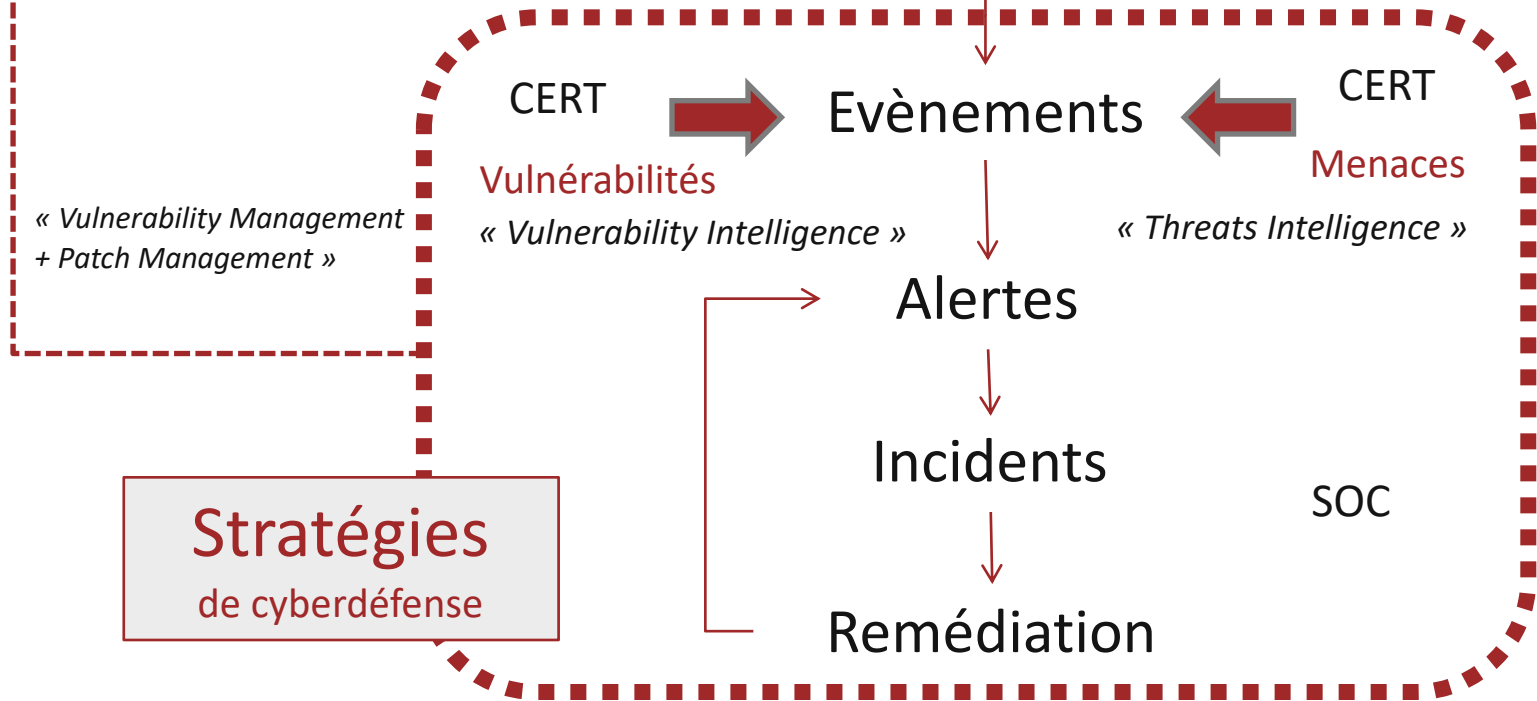 CERT
Evènements
CERT
Vulnérabilités
Menaces
« Vulnerability Management
+ Patch Management »
« Vulnerability Intelligence »
« Threats Intelligence »
Alertes
Incidents
SOC
Stratégies
de cyberdéfense
Remédiation